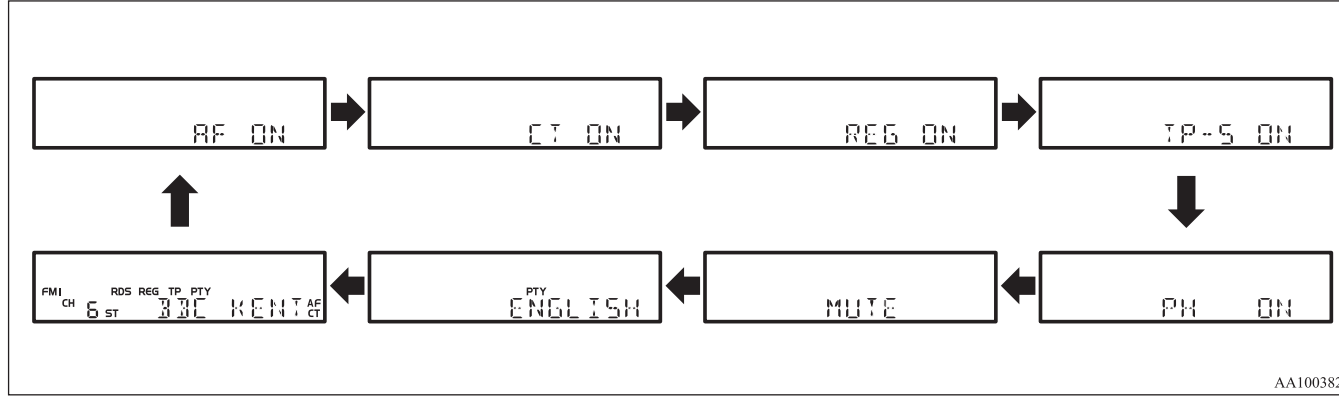 AF ON
CT ON
REG ON
TP-S ON
FM1 CH 6 ST RDS REG TP PTY BBC KENT AF CT
PTY ENGLISH
MUTE
PH ON
AA100382